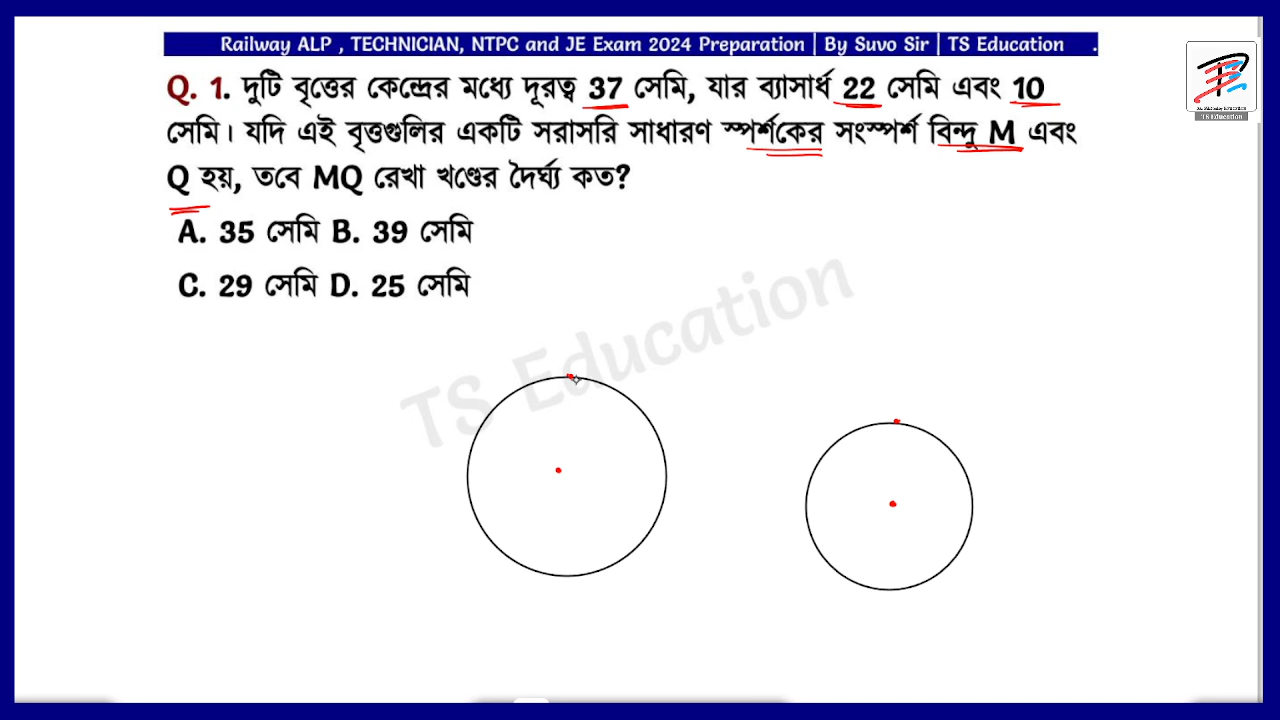 Railway ALP , TECHNICIAN, NTPC and JE Exam 2024 Preparation | By Suvo Sir | TS Education .
Q. 1. দুটি বৃত্তের কেন্দ্রের মধ্যে দূরত্ব 37 সেমি, যার ব্যাসার্ধ 22 সেমি এবং 10
সেমি। যদি এই বৃত্তগুলির একটি সরাসরি সাধারণ স্পর্শকের সংস্পর্শ বিন্দু M এবং
Q হয়, তবে MQ রেখা খণ্ডের দৈর্ঘ্য কত?
A. 35 সেমি B. 39 সেমি
C. 29 সেমি D. 25 সেমি
TS Education
TS Education